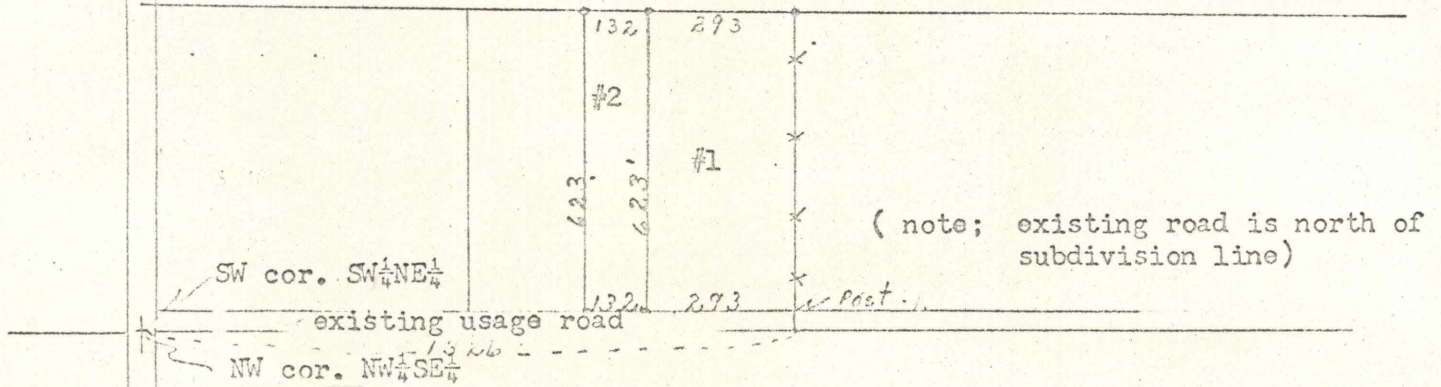 132 293
#2
#1
623'
623'
( note; existing road is north of
subdivision line)
SW cor. SW¼NE¼
132 293 Post
existing usage road
1326
NW cor. NW¼SE¼